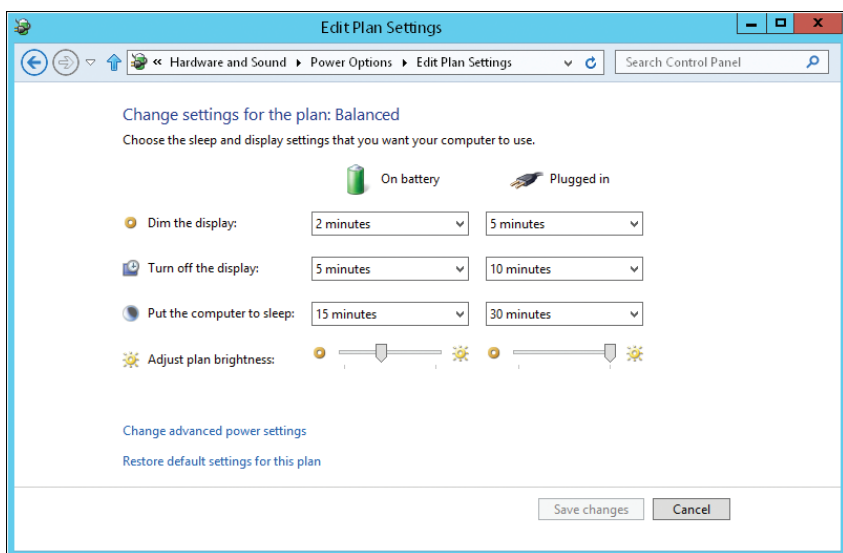 Edit Plan Settings
« Hardware and Sound ▸ Power Options ▸ Edit Plan Settings
Search Control Panel
Change settings for the plan: Balanced
Choose the sleep and display settings that you want your computer to use.
On battery Plugged in
Dim the display: 2 minutes 5 minutes
Turn off the display: 5 minutes 10 minutes
Put the computer to sleep: 15 minutes 30 minutes
Adjust plan brightness:
Change advanced power settings
Restore default settings for this plan
Save changes Cancel